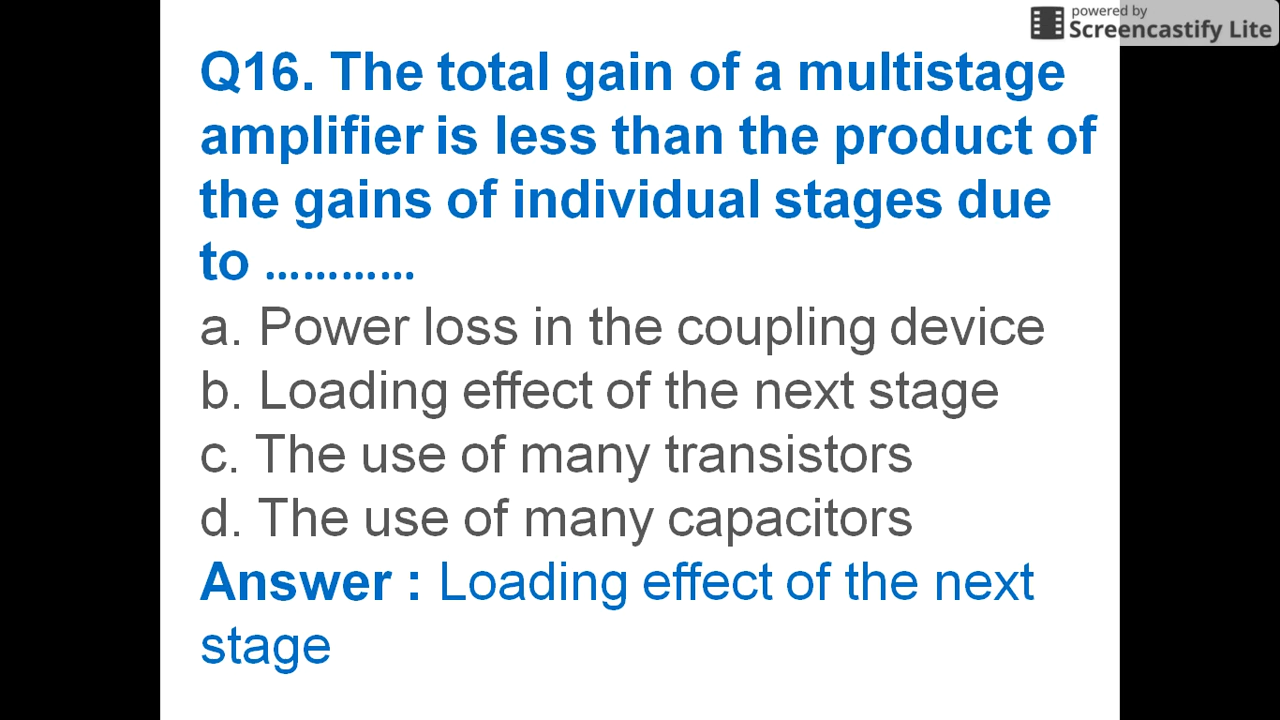 powered by
Screencastify Lite
Q16. The total gain of a multistage
amplifier is less than the product of
the gains of individual stages due
to …………
a. Power loss in the coupling device
b. Loading effect of the next stage
c. The use of many transistors
d. The use of many capacitors
Answer : Loading effect of the next
stage